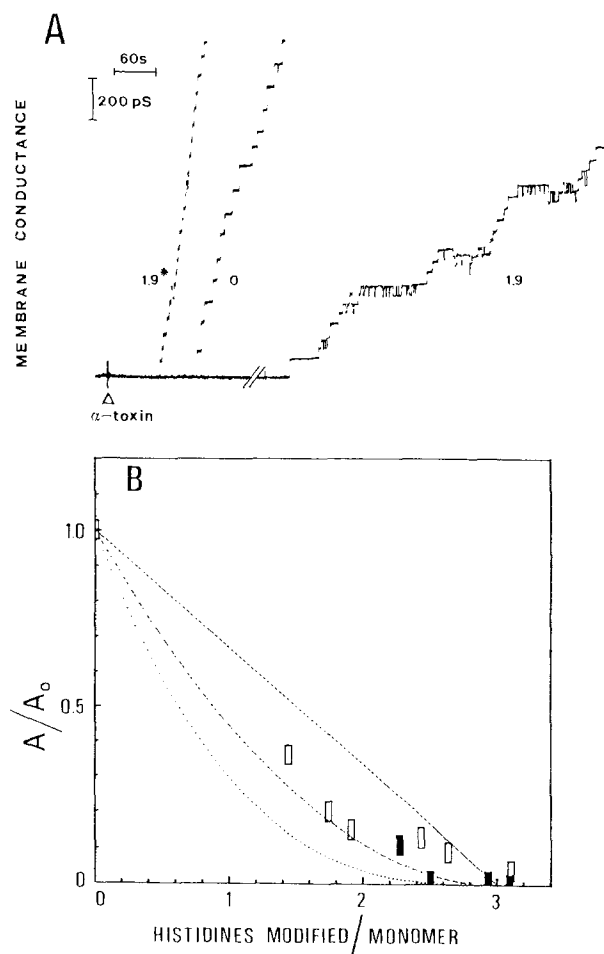 A
60s
200 pS
MEMBRANE CONDUCTANCE
1.9*
0
1.9
α-toxin
B
1.0
0.5
0
A/A₀
0 1 2 3
HISTIDINES MODIFIED/MONOMER